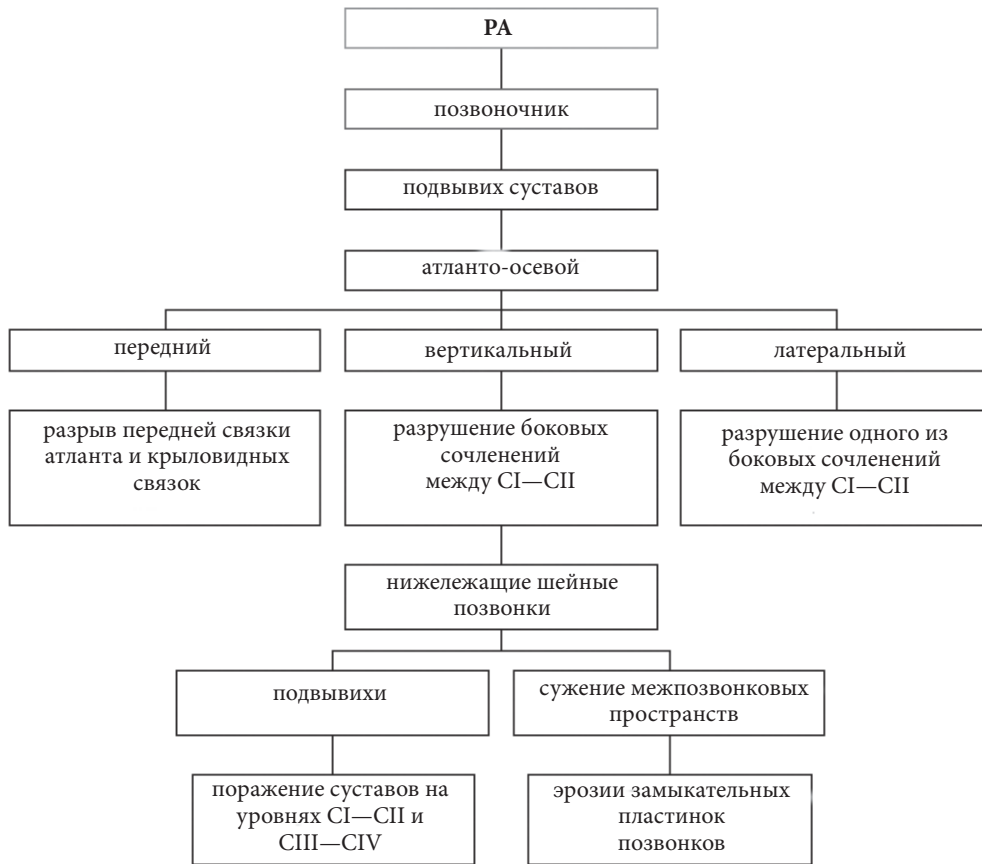 РА
позвоночник
подвывих суставов
атланто-осевой
передний
вертикальный
латеральный
разрыв передней связки
атланта и крыловидных
связок
разрушение боковых
сочленений
между CI—CII
разрушение одного из
боковых сочленений
между CI—CII
нижележащие шейные
позвонки
подвывихи
сужение межпозвонковых
пространств
поражение суставов на
уровнях CI—CII и
CIII—CIV
эрозии замыкательных
пластинок
позвонков